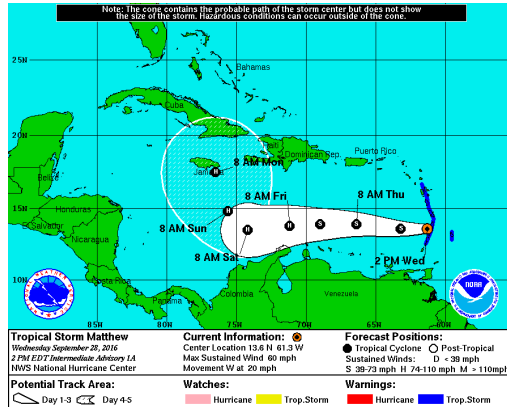 Note: The cone contains the probable path of the storm center but does not show
the size of the storm. Hazardous conditions can occur outside of the cone.
25N
Bahamas
Cuba
20N
Haiti
Dominican Rep.
Puerto Rico
8 AM Mon
Jam
Belize
8 AM Fri
8 AM Thu
Honduras
15N
8 AM Sun
El Salvador
Nicaragua
8 AM Sat
2 PM Wed
Costa Rica
10N
NOAA
Panama
Colombia
Venezuela
85W
80W
75W
70W
65W
60W
H
H
H
H
S
S
S
Tropical Storm Matthew
Wednesday September 28, 2016
2 PM EDT Intermediate Advisory 1A
NWS National Hurricane Center
Current Information:
Center Location 13.6 N 61.3 W
Max Sustained Wind 60 mph
Movement W at 20 mph
Forecast Positions:
Tropical Cyclone Post-Tropical
Sustained Winds: D < 39 mph
S 39-73 mph H 74-110 mph M > 110mph
Potential Track Area:
Day 1-3 Day 4-5
Watches:
Hurricane Trop.Storm
Warnings:
Hurricane Trop.Storm